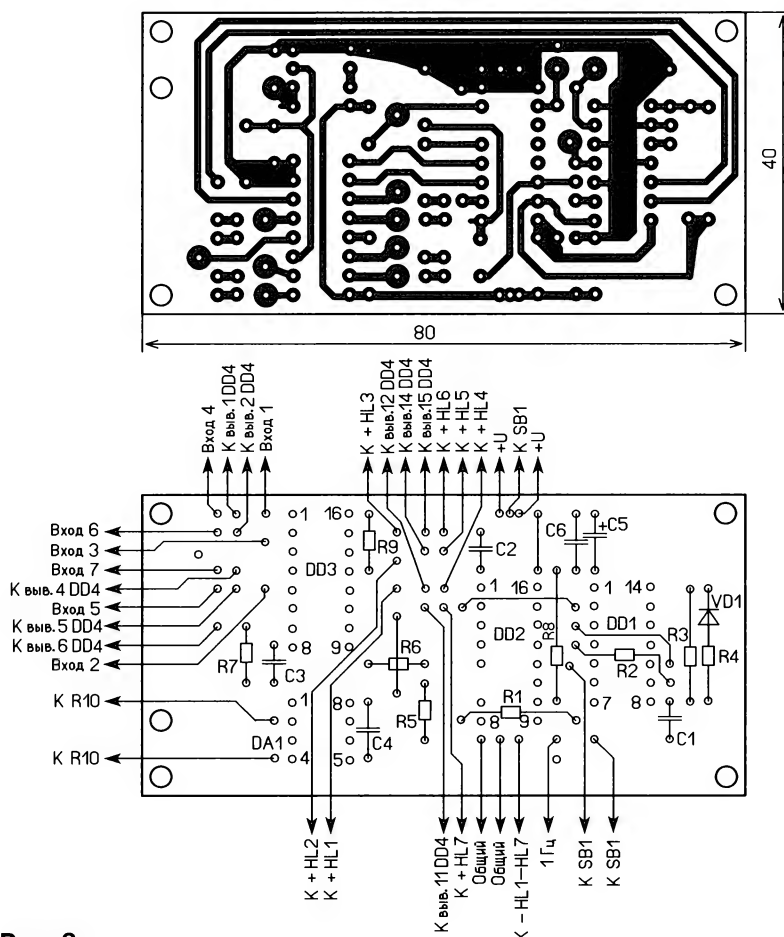 40
80
Вход 4
К выв.1 DD4
К выв.2 DD4
Вход 1
К + HL3
К выв.12 DD4
К выв.14 DD4
К выв.15 DD4
К + HL6
К + HL5
К + HL4
+U
К SB1
+U
Вход 6
Вход 3
Вход 7
К выв.4 DD4
Вход 5
К выв.5 DD4
К выв.6 DD4
Вход 2
К R10
К R10
1
16
DD3
8
9
R9
C2
C6
+C5
1
16
DD2
8
9
R8
1
14
DD1
7
8
R3
VD1
R4
R2
R7
C3
R6
R5
R1
C1
1
8
DA1
4
5
C4
К + HL2
К + HL1
К выв.11 DD4
К + HL7
Общий
Общий
К – HL1–HL7
1 Гц
К SB1
К SB1